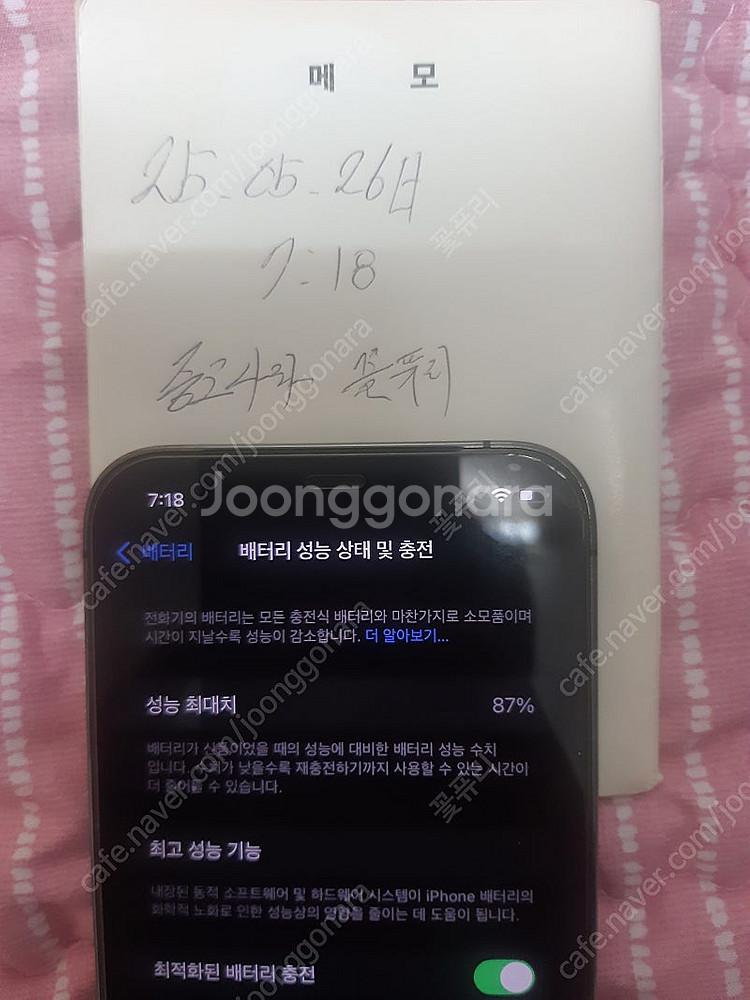 메 모
25.05.26日
7:18
중고나라 꽃퓨리
7:18
Joonggonara
배터리 배터리 성능 상태 및 충전
전화기의 배터리는 모든 충전식 배터리와 마찬가지로 소모품이며
시간이 지날수록 성능이 감소합니다. 더 알아보기...
성능 최대치 87%
배터리가 신품이었을 때의 성능에 대비한 배터리 성능 수치
입니다. 수치가 낮을수록 재충전하기까지 사용할 수 있는 시간이
더 줄어들 수 있습니다.
최고 성능 기능
내장된 동적 소프트웨어 및 하드웨어 시스템이 iPhone 배터리의
화학적 노화로 인한 성능상의 영향을 줄이는 데 도움이 됩니다.
최적화된 배터리 충전
cafe.naver.com/joonggonara
꽃퓨리